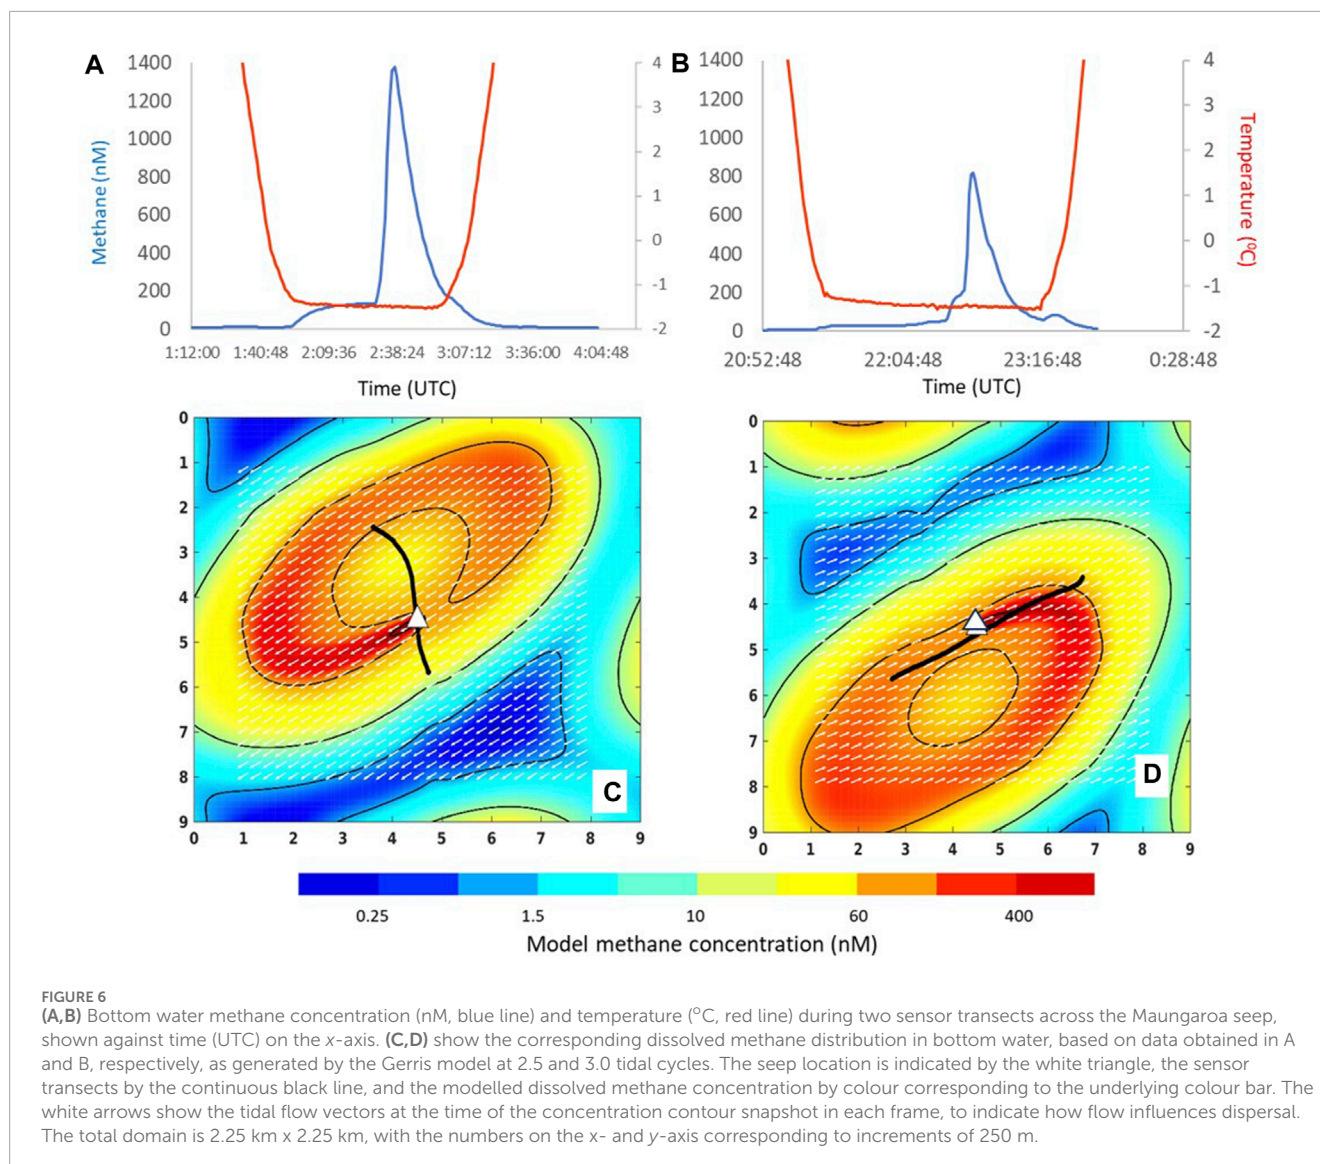 A
B
Methane (nM)
1400
1200
1000
800
600
400
200
0
4
3
2
1
0
-1
-2
1:12:00 1:40:48 2:09:36 2:38:24 3:07:12 3:36:00 4:04:48
Time (UTC)
1400
1200
1000
800
600
400
200
0
4
3
2
1
0
-1
-2
Temperature (⁰C)
20:52:48 22:04:48 23:16:48 0:28:48
Time (UTC)
0
1
2
3
4
5
6
7
8
9
0 1 2 3 4 5 6 7 8 9
C
0
1
2
3
4
5
6
7
8
9
0 1 2 3 4 5 6 7 8 9
D
0.25 1.5 10 60 400
Model methane concentration (nM)
FIGURE 6
(A,B) Bottom water methane concentration (nM, blue line) and temperature (°C, red line) during two sensor transects across the Maungaroa seep,
shown against time (UTC) on the x-axis. (C,D) show the corresponding dissolved methane distribution in bottom water, based on data obtained in A
and B, respectively, as generated by the Gerris model at 2.5 and 3.0 tidal cycles. The seep location is indicated by the white triangle, the sensor
transects by the continuous black line, and the modelled dissolved methane concentration by colour corresponding to the underlying colour bar. The
white arrows show the tidal flow vectors at the time of the concentration contour snapshot in each frame, to indicate how flow influences dispersal.
The total domain is 2.25 km x 2.25 km, with the numbers on the x- and y-axis corresponding to increments of 250 m.